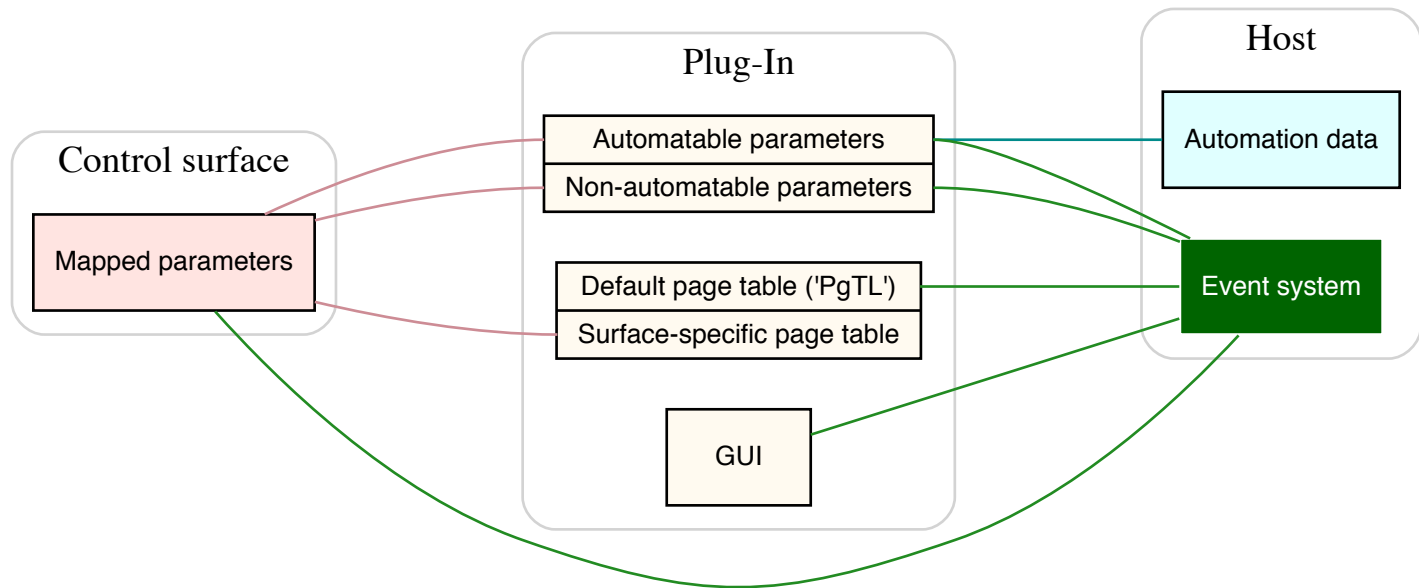 Control surface
Mapped parameters
Plug-In
Automatable parameters
Non-automatable parameters
Default page table ('PgTL')
Surface-specific page table
GUI
Host
Automation data
Event system